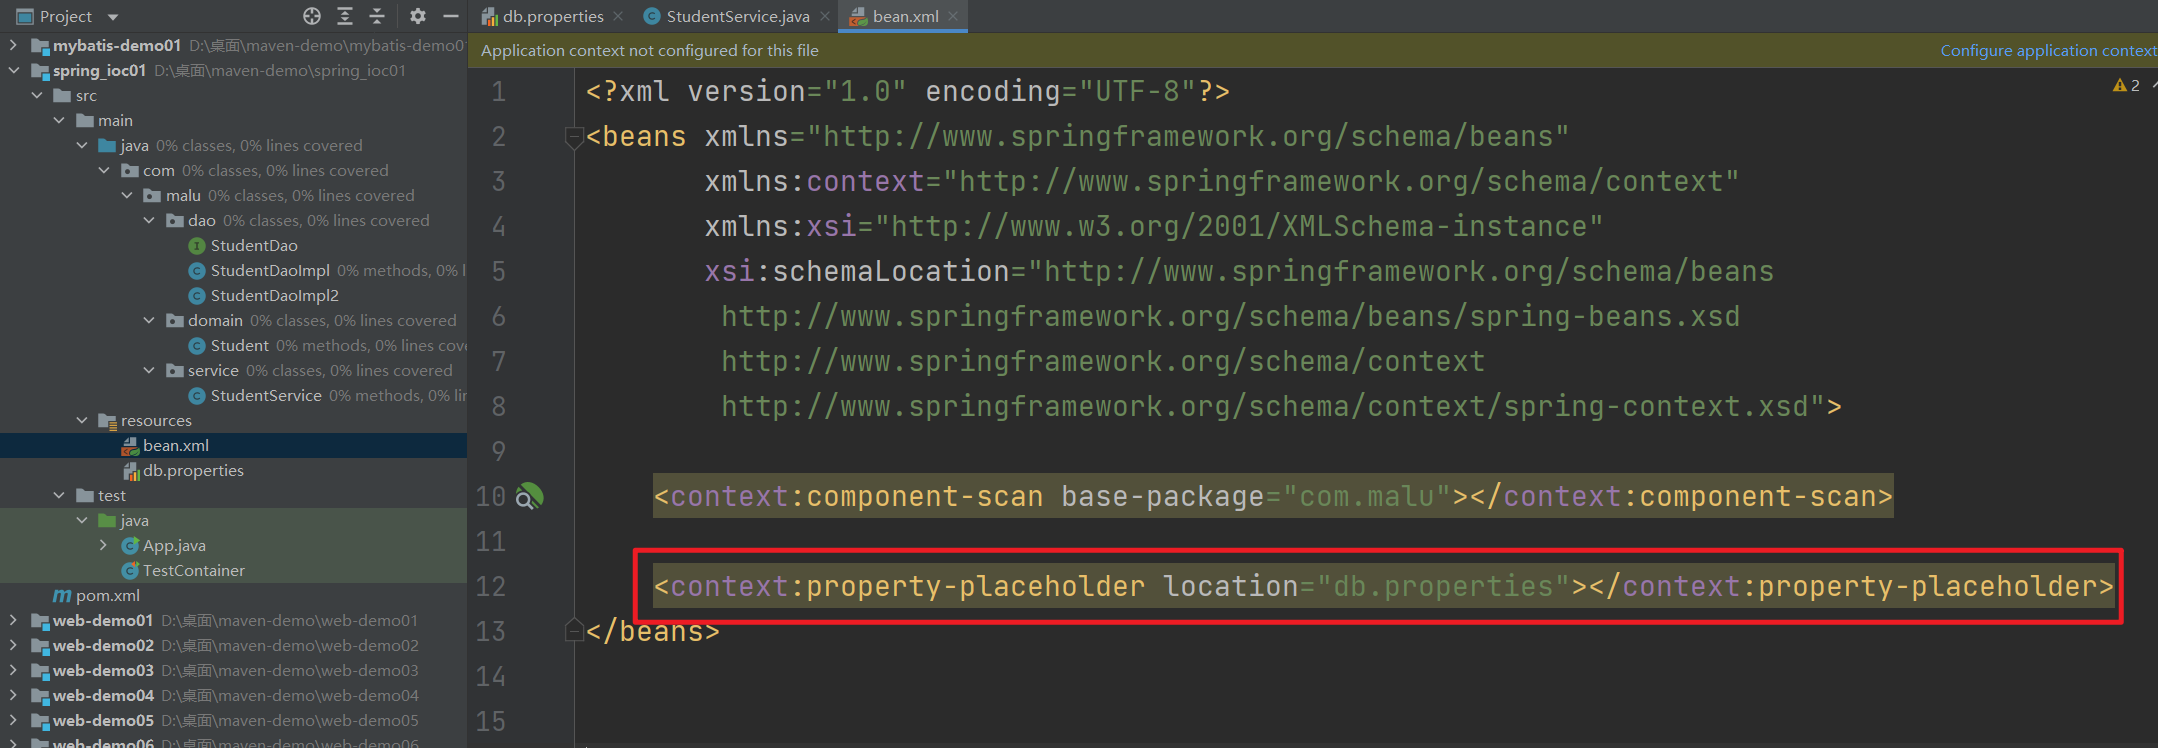 Project
db.properties
StudentService.java
bean.xml
mybatis-demo01 D:\桌面\maven-demo\mybatis-demo01
Application context not configured for this file
Configure application context
spring_ioc01 D:\桌面\maven-demo\spring_ioc01
src
main
java 0% classes, 0% lines covered
com 0% classes, 0% lines covered
malu 0% classes, 0% lines covered
dao 0% classes, 0% lines covered
StudentDao
StudentDaoImpl 0% methods, 0% l
StudentDaoImpl2
domain 0% classes, 0% lines covered
Student 0% methods, 0% lines cov
service 0% classes, 0% lines covered
StudentService 0% methods, 0% li
resources
bean.xml
db.properties
test
java
App.java
TestContainer
pom.xml
web-demo01 D:\桌面\maven-demo\web-demo01
web-demo02 D:\桌面\maven-demo\web-demo02
web-demo03 D:\桌面\maven-demo\web-demo03
web-demo04 D:\桌面\maven-demo\web-demo04
web-demo05 D:\桌面\maven-demo\web-demo05
web-demo06 D:\桌面\maven-demo\web-demo06
2
1 <?xml version="1.0" encoding="UTF-8"?>
2 <beans xmlns="http://www.springframework.org/schema/beans"
3 xmlns:context="http://www.springframework.org/schema/context"
4 xmlns:xsi="http://www.w3.org/2001/XMLSchema-instance"
5 xsi:schemaLocation="http://www.springframework.org/schema/beans
6 http://www.springframework.org/schema/beans/spring-beans.xsd
7 http://www.springframework.org/schema/context
8 http://www.springframework.org/schema/context/spring-context.xsd">
9
10 <context:component-scan base-package="com.malu"></context:component-scan>
11
12 <context:property-placeholder location="db.properties"></context:property-placeholder>
13 </beans>
14
15